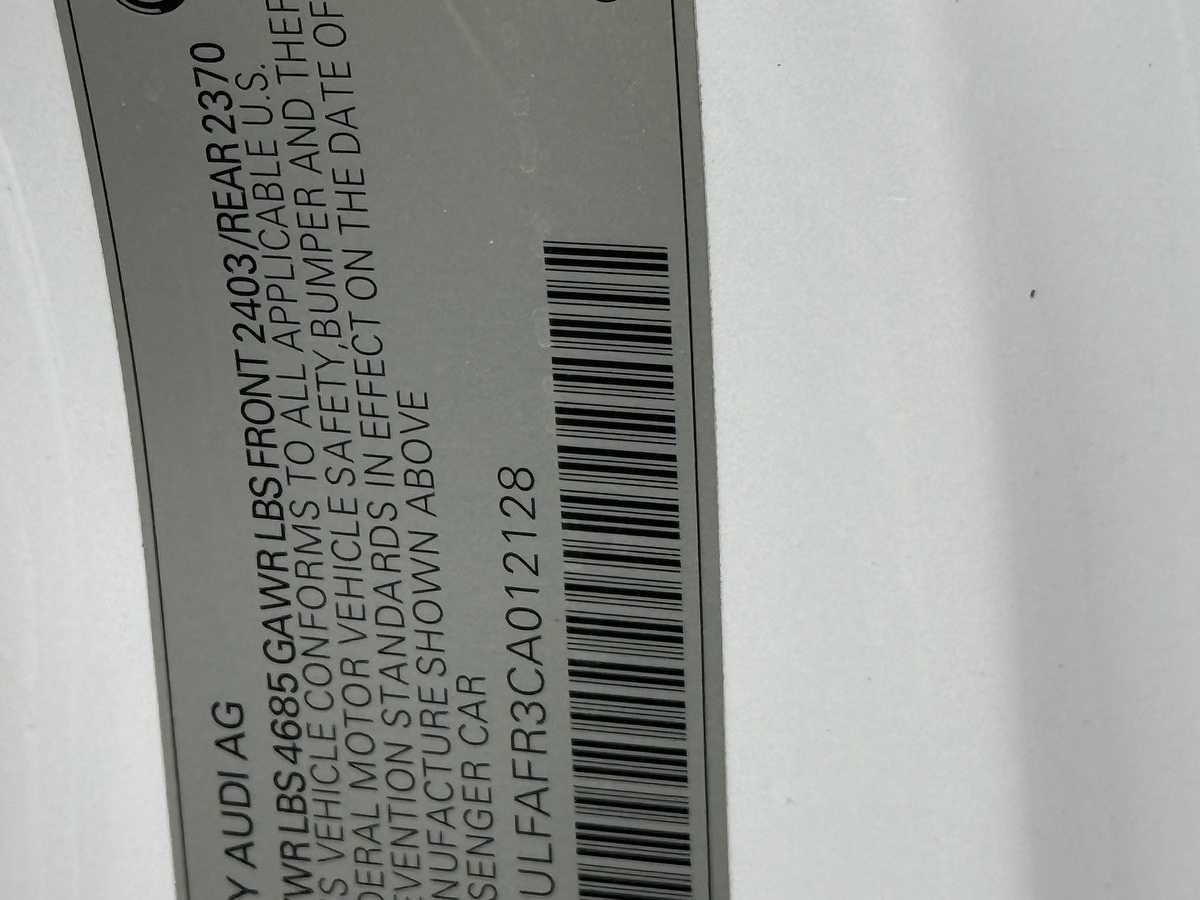 Y AUDI AG
WR LBS 4685 GAWR LBS FRONT 2403/REAR 2370
S VEHICLE CONFORMS TO ALL APPLICABLE U.S.
DERAL MOTOR VEHICLE SAFETY,BUMPER AND THEF
EVENTION STANDARDS IN EFFECT ON THE DATE OF
NUFACTURE SHOWN ABOVE
SENGER CAR
ULFAFR3CA012128